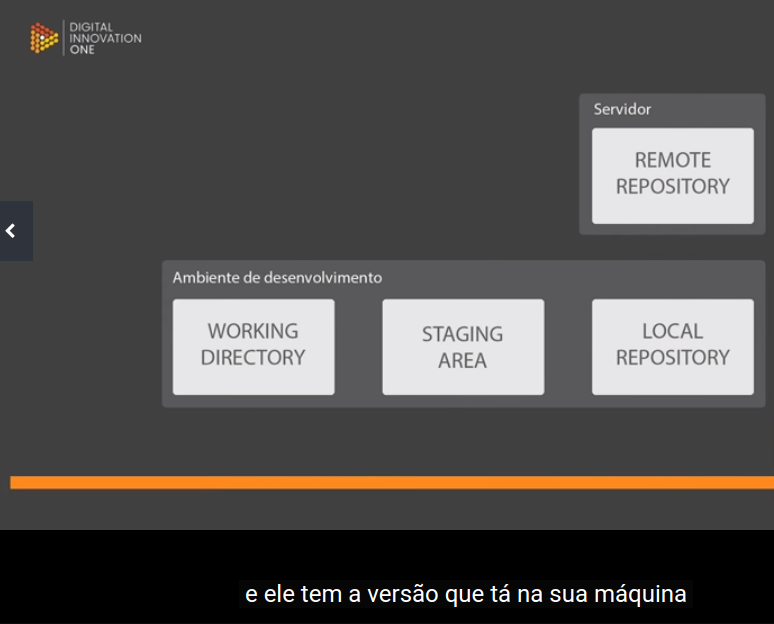 DIGITAL
INNOVATION
ONE
Servidor
REMOTE
REPOSITORY
Ambiente de desenvolvimento
WORKING
DIRECTORY
STAGING
AREA
LOCAL
REPOSITORY
e ele tem a versão que tá na sua máquina